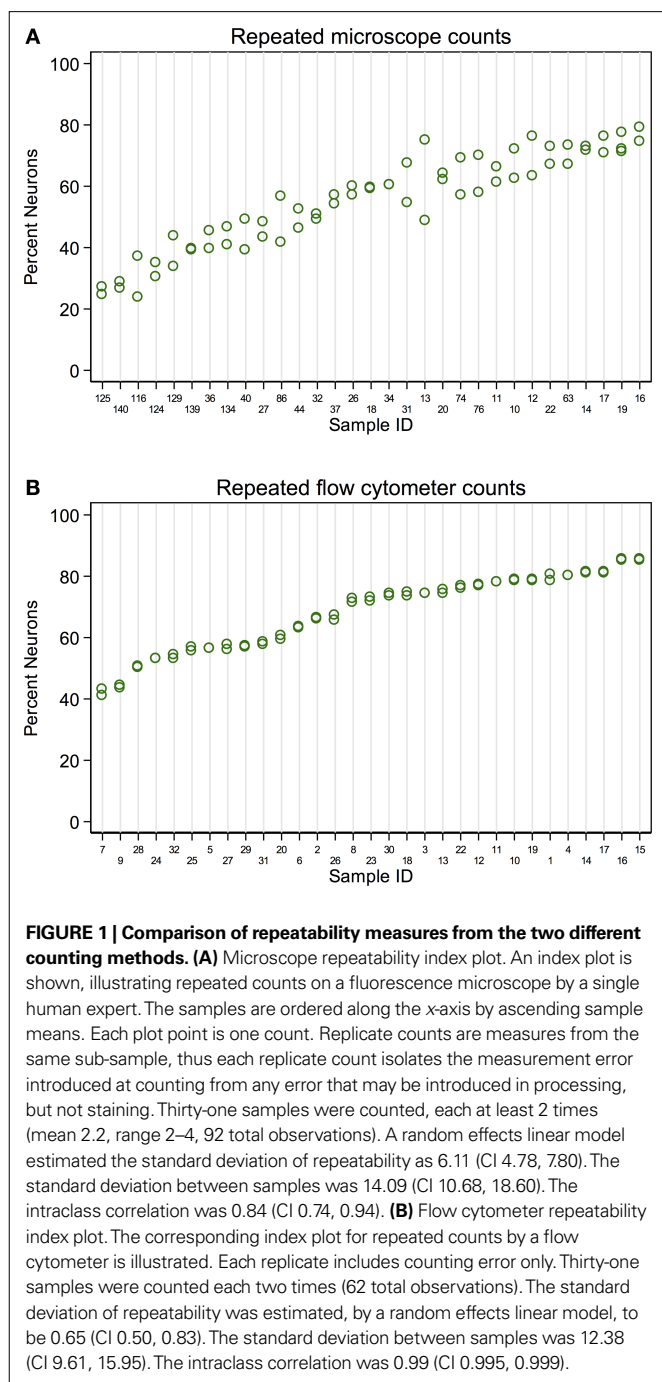 A
Repeated microscope counts
100
80
60
40
20
0
Percent Neurons
125 116 129 36 40 86 32 26 34 13 74 11 12 63 17 16
140 124 139 134 27 44 37 18 31 20 76 10 22 14 19
Sample ID
B
Repeated flow cytometer counts
100
80
60
40
20
0
Percent Neurons
7 28 32 5 29 20 2 8 30 3 22 11 19 4 17 15
9 24 25 27 31 6 26 23 18 13 12 10 1 14 16
Sample ID
FIGURE 1 | Comparison of repeatability measures from the two different
counting methods. (A) Microscope repeatability index plot. An index plot is
shown, illustrating repeated counts on a fluorescence microscope by a single
human expert. The samples are ordered along the x-axis by ascending sample
means. Each plot point is one count. Replicate counts are measures from the
same sub-sample, thus each replicate count isolates the measurement error
introduced at counting from any error that may be introduced in processing,
but not staining. Thirty-one samples were counted, each at least 2 times
(mean 2.2, range 2–4, 92 total observations). A random effects linear model
estimated the standard deviation of repeatability as 6.11 (CI 4.78, 7.80). The
standard deviation between samples was 14.09 (CI 10.68, 18.60). The
intraclass correlation was 0.84 (CI 0.74, 0.94). (B) Flow cytometer repeatability
index plot. The corresponding index plot for repeated counts by a flow
cytometer is illustrated. Each replicate includes counting error only. Thirty-one
samples were counted each two times (62 total observations). The standard
deviation of repeatability was estimated, by a random effects linear model, to
be 0.65 (CI 0.50, 0.83). The standard deviation between samples was 12.38
(CI 9.61, 15.95). The intraclass correlation was 0.99 (CI 0.995, 0.999).